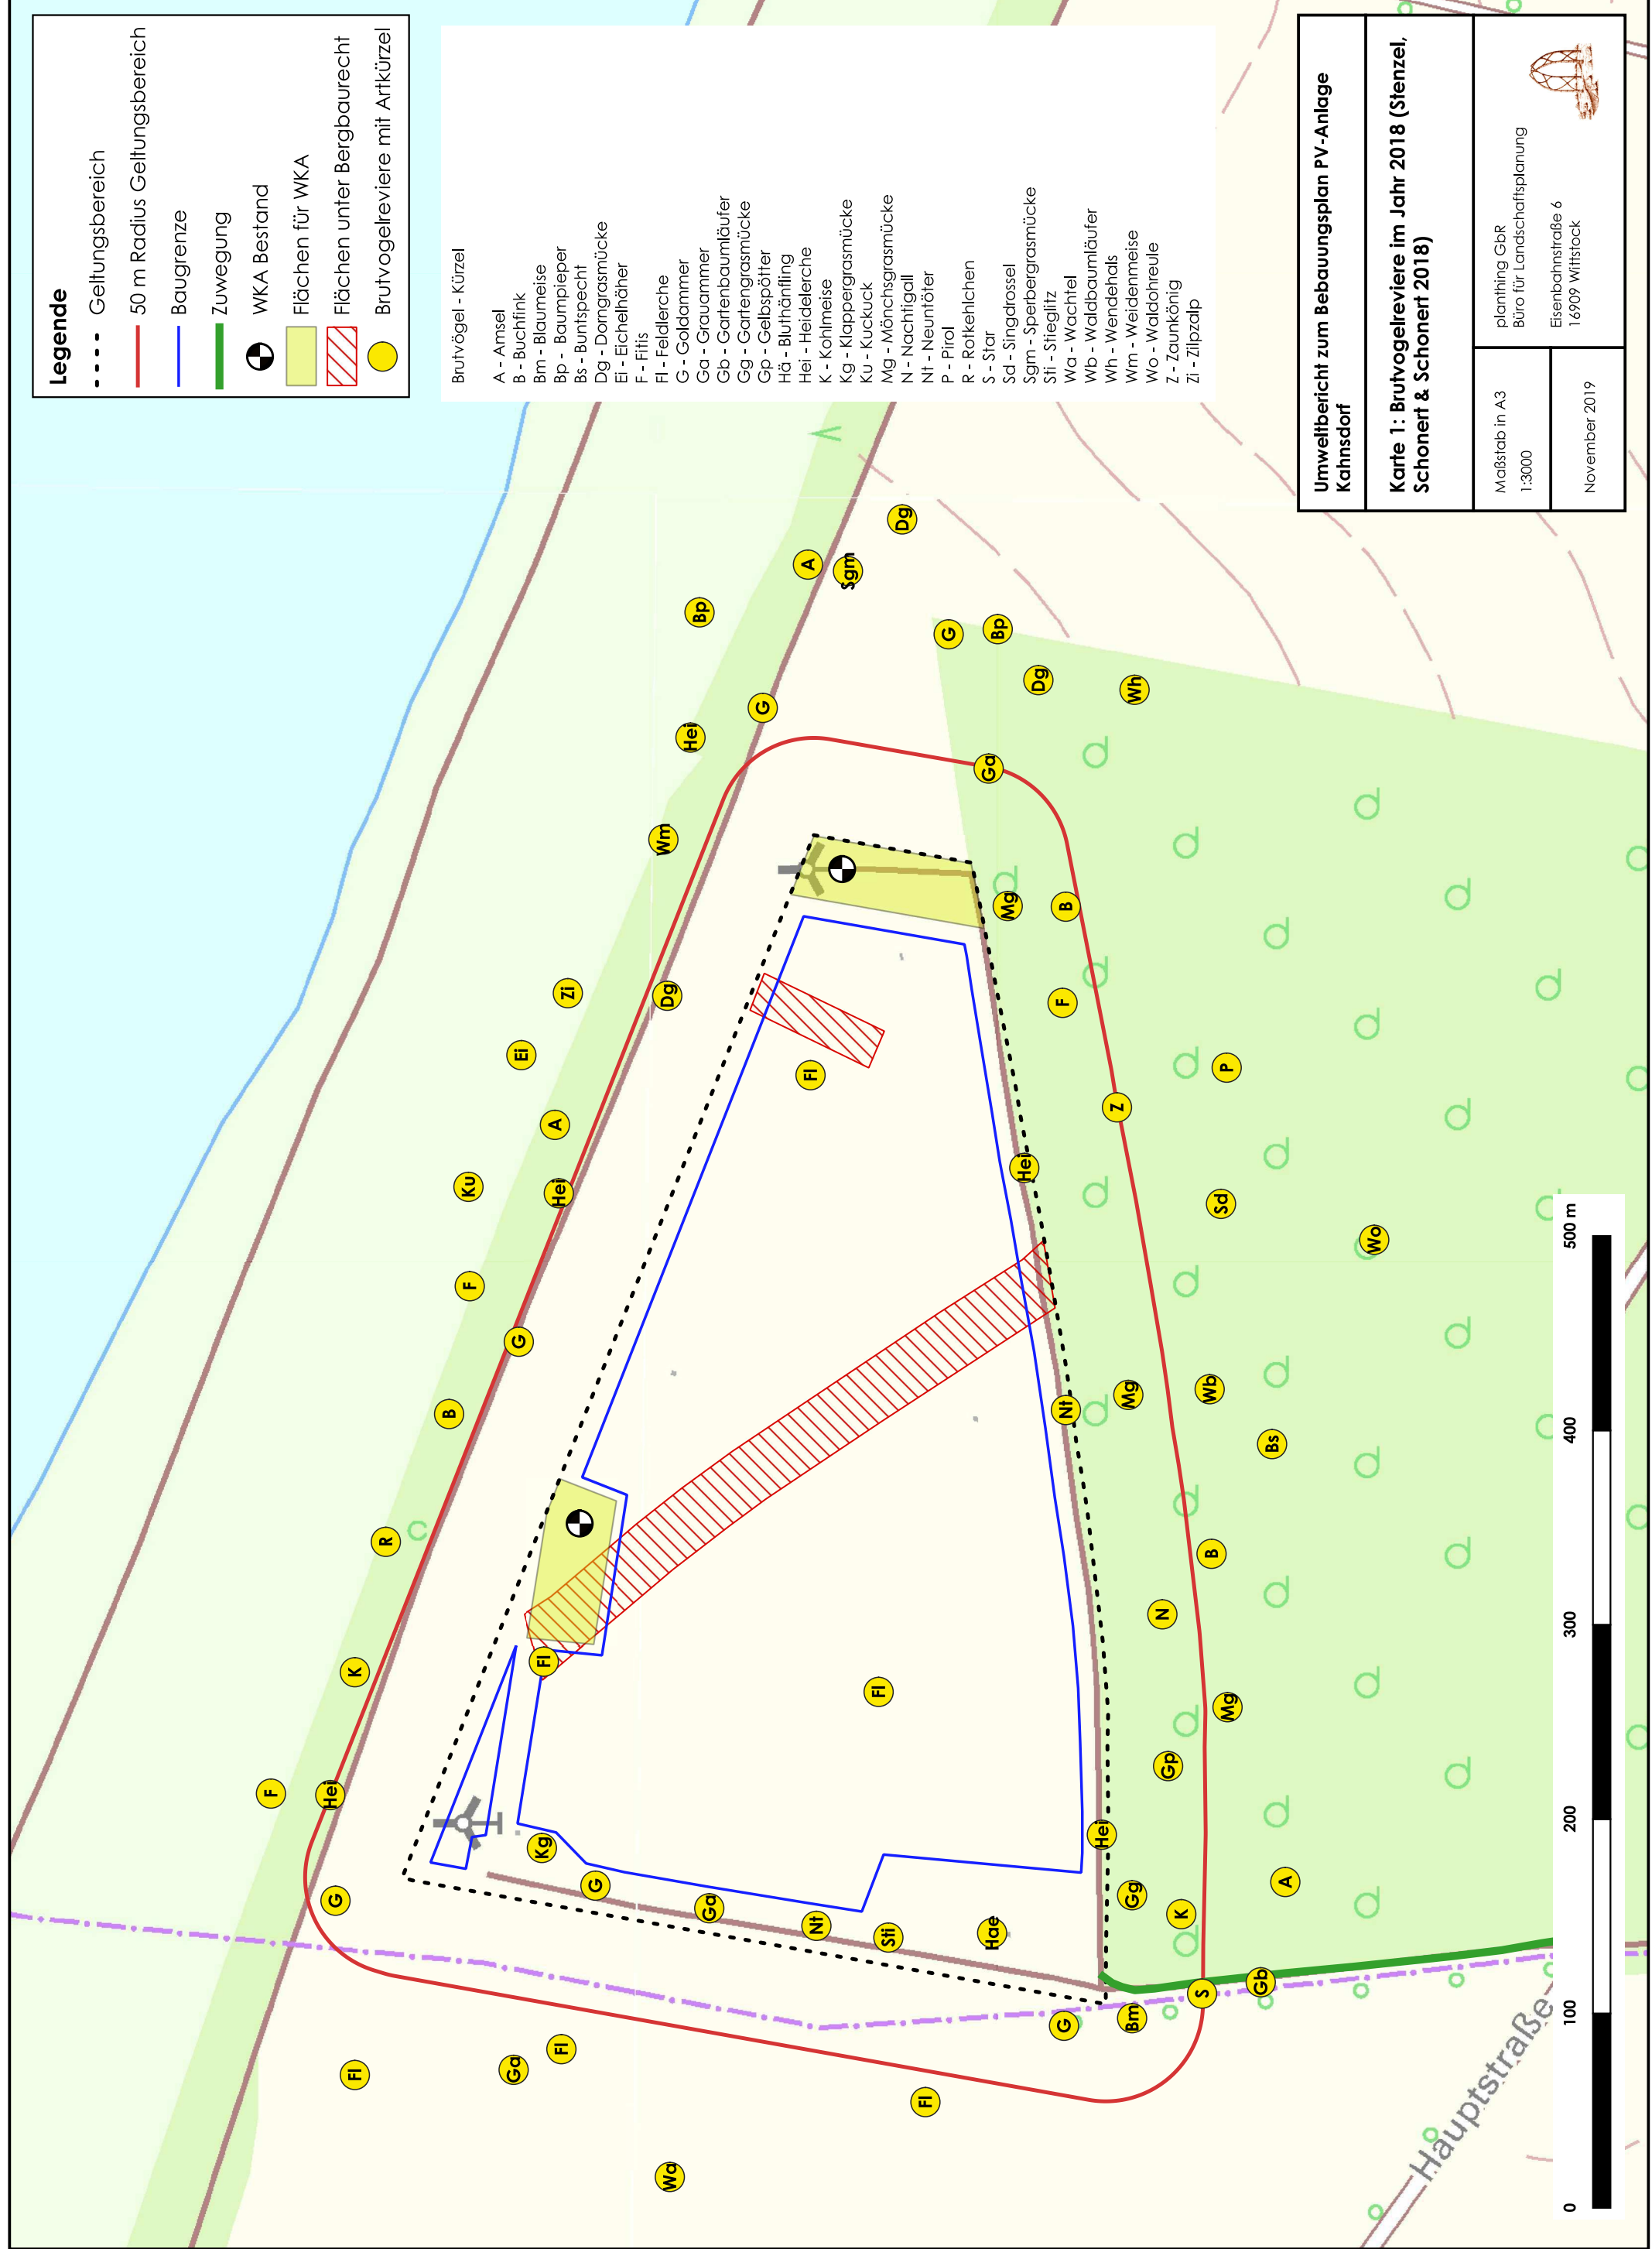 Legende
Geltungsbereich
50 m Radius Geltungsbereich
Baugrenze
Zuwegung
WKA Bestand
Flächen für WKA
Flächen unter Bergbaurecht
Brutvogelreviere mit Artkürzel
Brutvögel - Kürzel
A - Amsel
B - Buchfink
Bm - Blaumeise
Bp - Baumpieper
Bs - Buntspecht
Dg - Dorngrasmücke
Ei - Eichelhäher
F - Fitis
Fl - Feldlerche
G - Goldammer
Ga - Grauammer
Gb - Gartenbaumläufer
Gg - Gartengrasmücke
Gp - Gelbspötter
Hä - Bluthänfling
Hei - Heidelerche
K - Kohlmeise
Kg - Klappergrasmücke
Ku - Kuckuck
Mg - Mönchsgrasmücke
N - Nachtigall
Nt - Neuntöter
P - Pirol
R - Rotkehlchen
S - Star
Sd - Singdrossel
Sgm - Sperbergrasmücke
Sti - Stieglitz
Wa - Wachtel
Wb - Waldbaumläufer
Wh - Wendehals
Wm - Weidenmeise
Wo - Waldohreule
Z - Zaunkönig
Zi - Zilpzalp
Umweltbericht zum Bebauungsplan PV-Anlage
Kahnsdorf
Karte 1: Brutvogelreviere im Jahr 2018 (Stenzel,
Schonert & Schonert 2018)
Maßstab in A3
1:3000
November 2019
planthing GbR
Büro für Landschaftsplanung
Eisenbahnstraße 6
16909 Wittstock
F
Hei
G
K
R
B
G
F
Ku
Hei
A
Ei
Zi
Dg
Wm
Hei
G
Bp
A
Sgm
Dg
G
Bp
Dg
Wh
Ga
Mg
B
F
Z
P
Hei
Sd
Wo
Fl
Nt
Mg
Wb
Bs
B
N
Mg
Gp
Hei
Gg
K
A
Gb
S
Bm
G
Fl
Fl
Kg
G
Ga
Nt
Sti
Hae
Fl
Ga
Fl
Fl
Wa
Hauptstraße
0
100
200
300
400
500 m